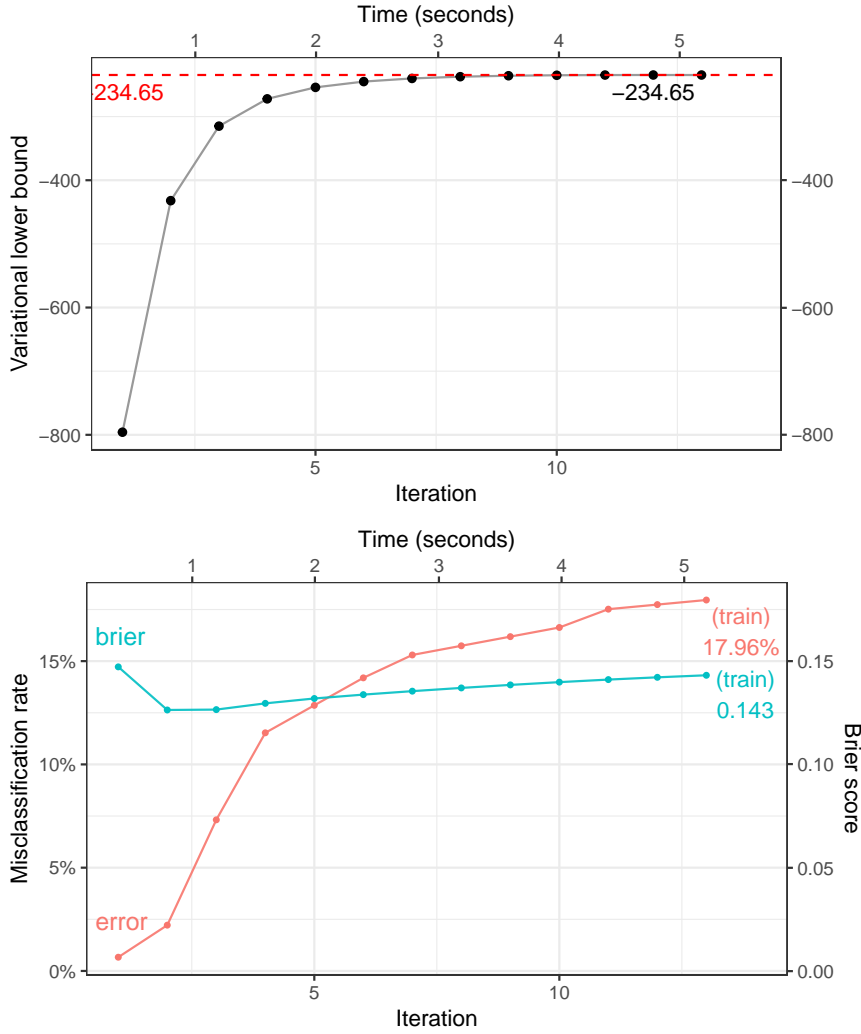 Time (seconds)
1 2 3 4 5
-234.65
−234.65
Variational lower bound
−400 −400
−600 −600
−800 −800
5 10
Iteration
Time (seconds)
1 2 3 4 5
(train)
brier
17.96%
15% 0.15
(train)
0.143
Misclassification rate
Brier score
10% 0.10
5% 0.05
error
0% 0.00
5 10
Iteration